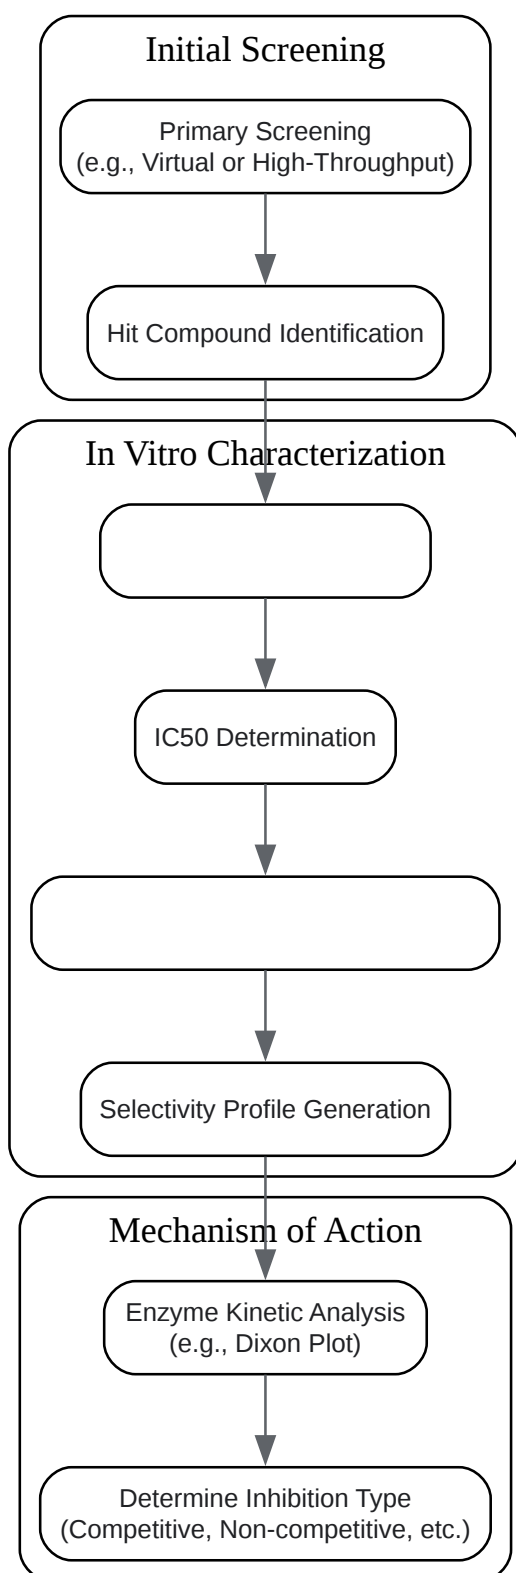 Initial Screening
Primary Screening
(e.g., Virtual or High-Throughput)
Hit Compound Identification
In Vitro Characterization
IC50 Determination
Selectivity Profile Generation
Mechanism of Action
Enzyme Kinetic Analysis
(e.g., Dixon Plot)
Determine Inhibition Type
(Competitive, Non-competitive, etc.)